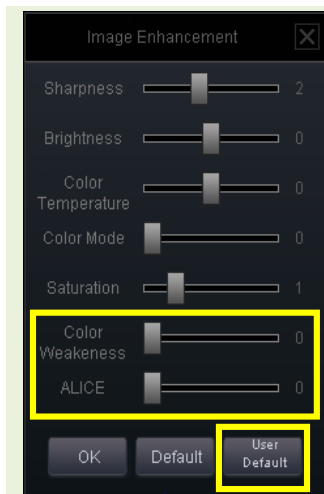 Image Enhancement
Sharpness 2
Brightness 0
Color
Temperature 0
Color Mode 0
Saturation 1
Color
Weakeness 0
ALICE 0
OK Default User
Default